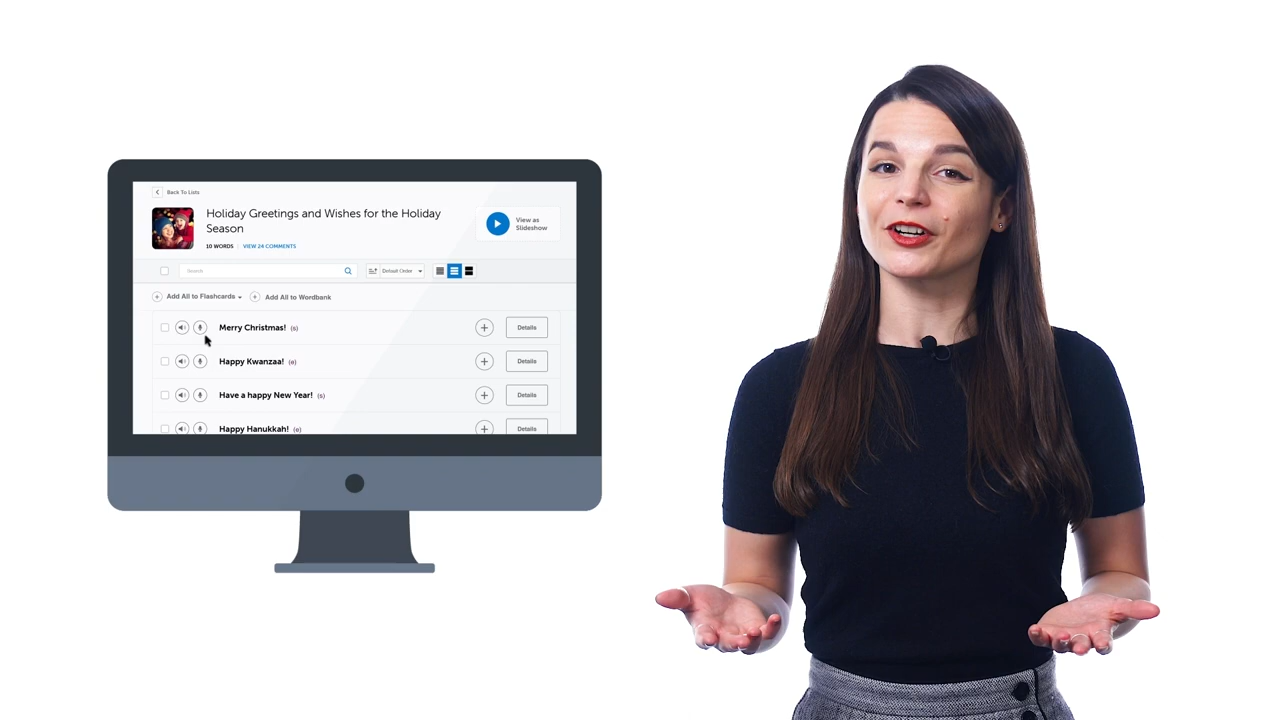 Back To Lists
Holiday Greetings and Wishes for the Holiday
Season
10 WORDS | VIEW 24 COMMENTS
View as
Slideshow
Search
Default Order
Add All to Flashcards
Add All to Wordbank
Merry Christmas! (s)
Details
Happy Kwanzaa! (e)
Details
Have a happy New Year! (s)
Details
Happy Hanukkah! (e)
Details